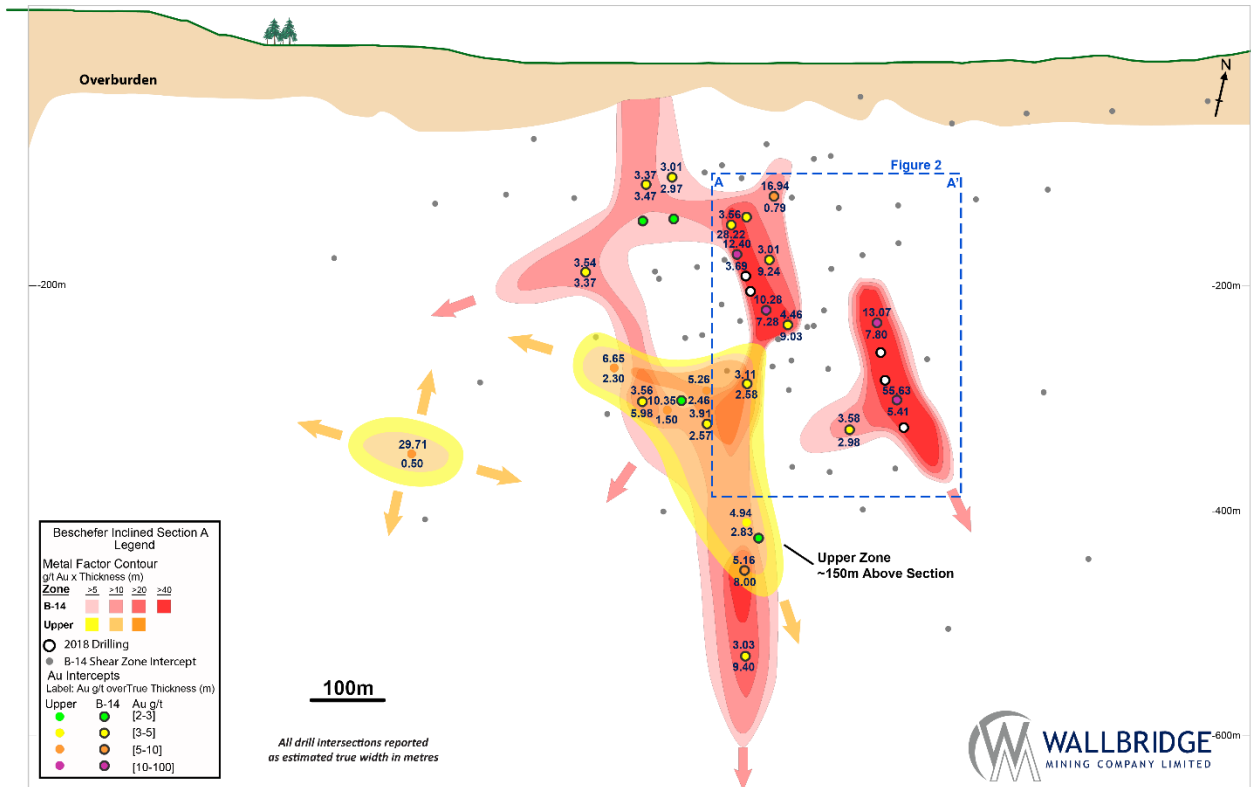 Overburden
N
Figure 2
A
A'
3.37
3.47
3.01
2.97
16.94
0.79
3.56
28.22
12.40
3.69
3.01
9.24
3.54
3.37
-200m
-200m
10.28
7.28
4.46
9.03
13.07
7.80
6.65
2.30
5.26
2.46
3.11
2.58
3.56
5.98
10.35
1.50
3.91
2.57
55.63
5.41
3.58
2.98
29.71
0.50
4.94
2.83
-400m
-400m
5.16
8.00
Upper Zone
~150m Above Section
3.03
9.40
100m
All drill intersections reported
as estimated true width in metres
-600m
Beschefer Inclined Section A
Legend
Metal Factor Contour
g/t Au x Thickness (m)
Zone >5 >10 >20 >40
B-14
Upper
2018 Drilling
B-14 Shear Zone Intercept
Au Intercepts
Label: Au g/t overTrue Thickness (m)
Upper B-14 Au g/t
[2-3]
[3-5]
[5-10]
[10-100]
WALLBRIDGE
MINING COMPANY LIMITED